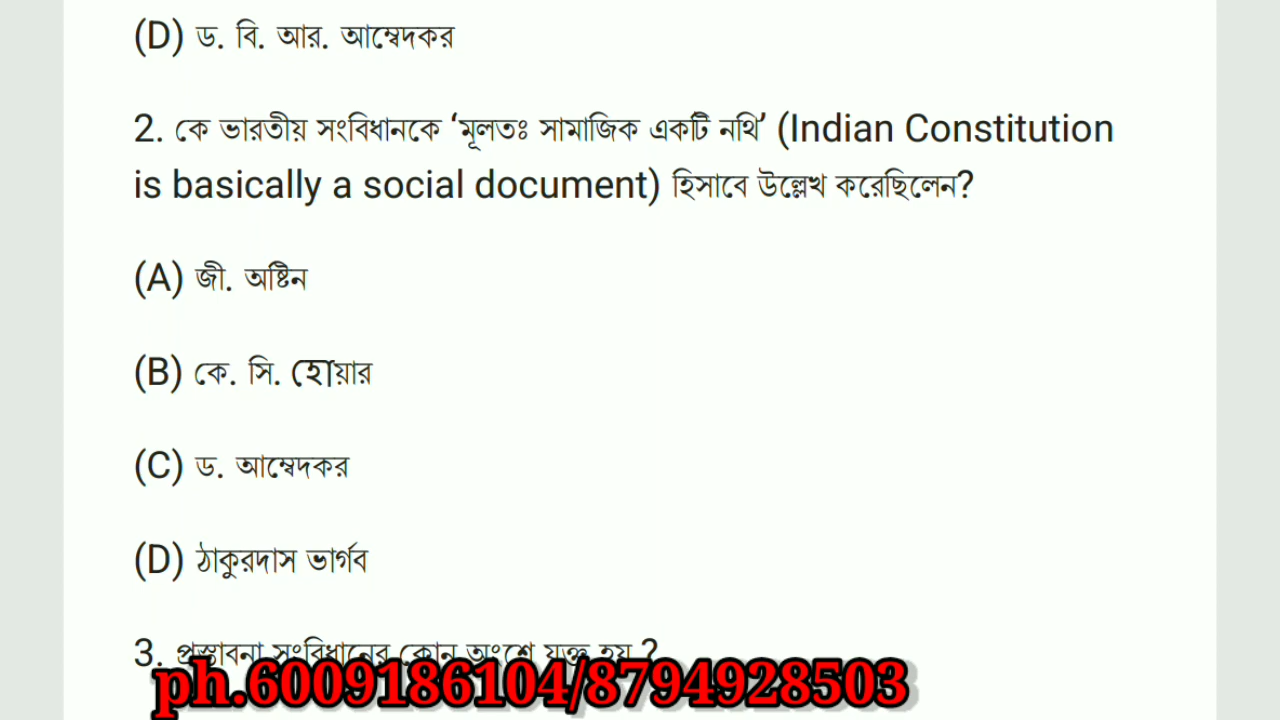 (D) ড. বি. আর. আম্বেদকর
2. কে ভারতীয় সংবিধানকে ‘মূলতঃ সামাজিক একটি নথি’ (Indian Constitution
is basically a social document) হিসাবে উল্লেখ করেছিলেন?
(A) জী. অষ্টিন
(B) কে. সি. হোয়ার
(C) ড. আম্বেদকর
(D) ঠাকুরদাস ভার্গব
3. প্রস্তাবনা সংবিধানের কোন অংশে যুক্ত হয় ?
ph.6009186104/8794928503